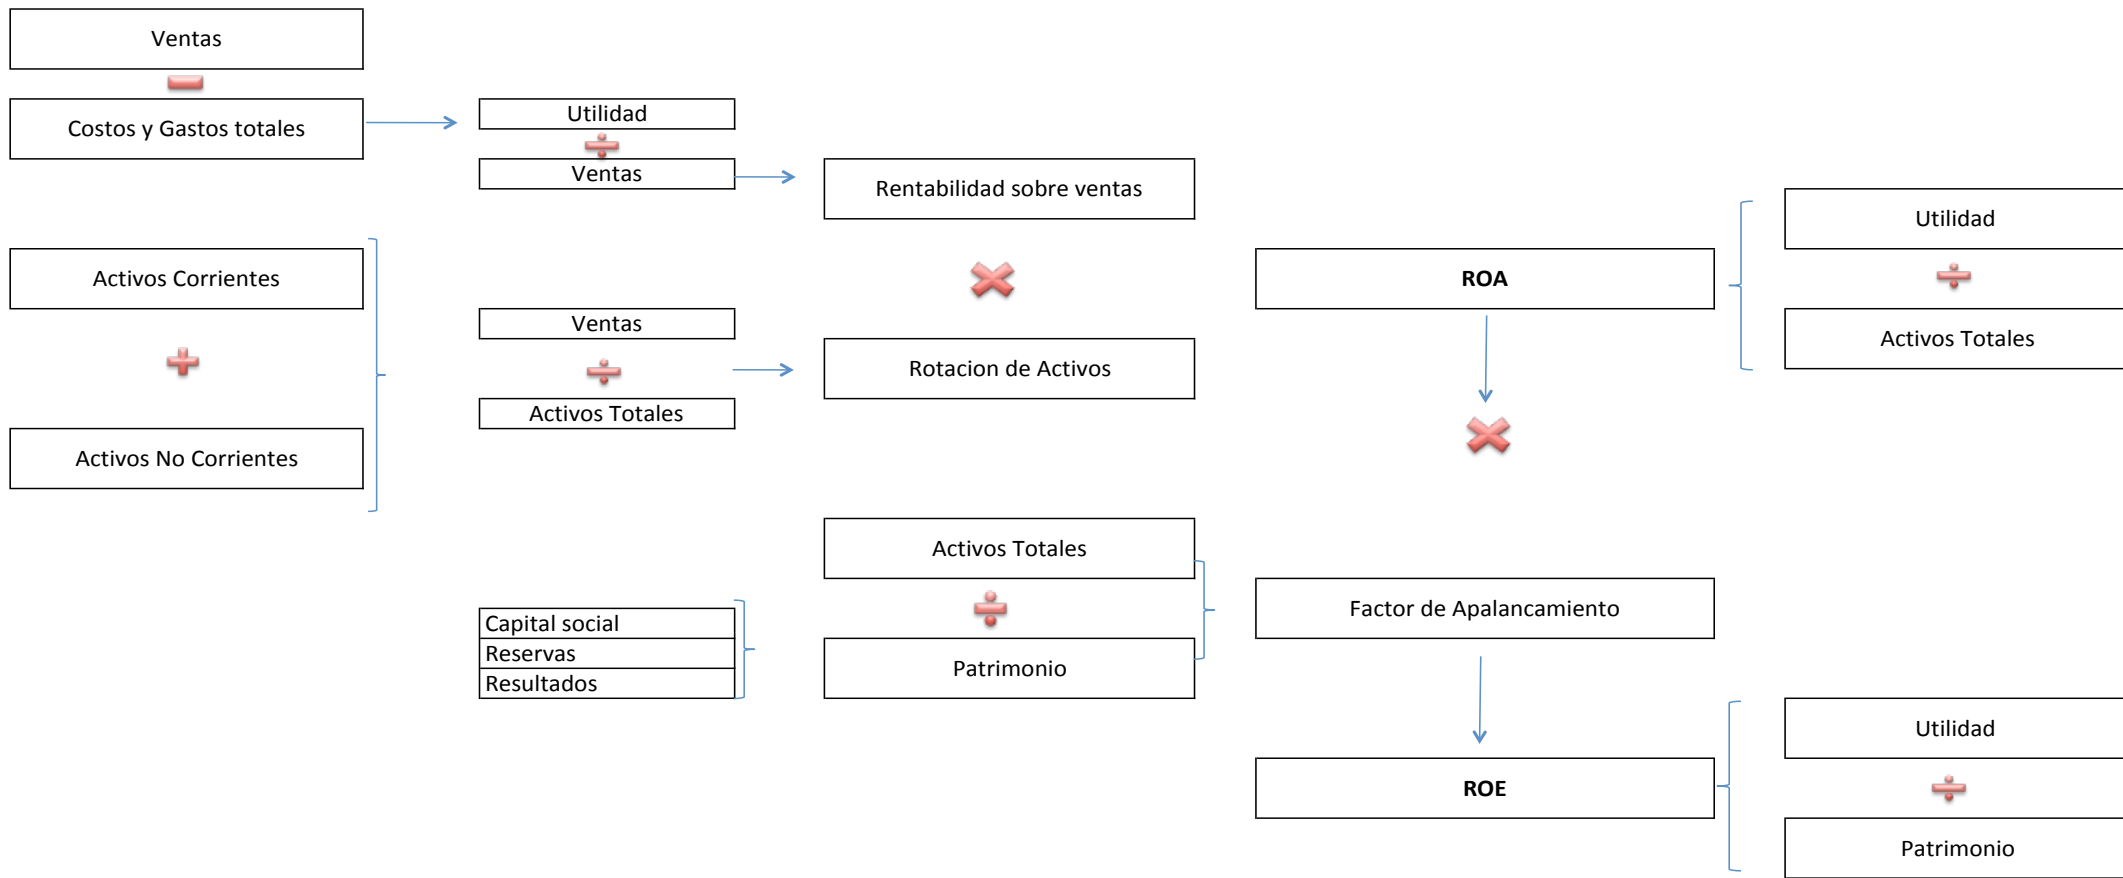 Ventas
Costos y Gastos totales
Utilidad
Ventas
Rentabilidad sobre ventas
Utilidad
Activos Corrientes
ROA
Ventas
Activos Totales
Rotacion de Activos
Activos Totales
Activos No Corrientes
Activos Totales
Capital social
Reservas
Resultados
Factor de Apalancamiento
Patrimonio
Utilidad
ROE
Patrimonio